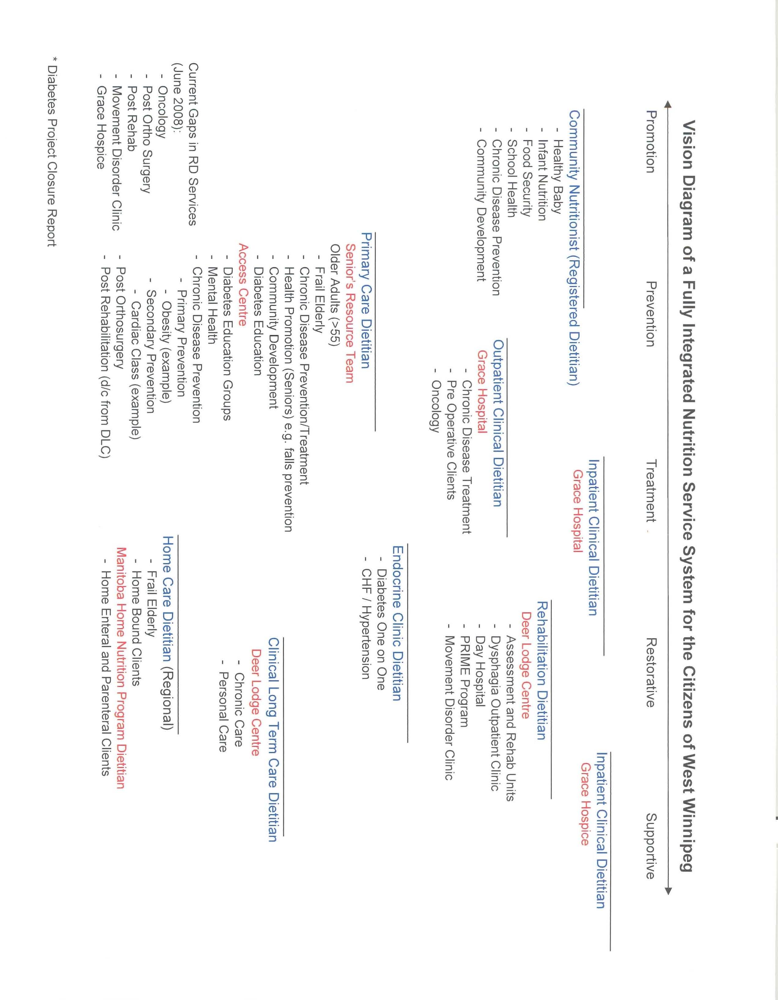 Vision Diagram of a Fully Integrated Nutrition Service System for the Citizens of West Winnipeg
Promotion Prevention Treatment Restorative Supportive
Community Nutritionist (Registered Dietitian)
- Healthy Baby
- Infant Nutrition
- Food Security
- School Health
- Chronic Disease Prevention
- Community Development
Inpatient Clinical Dietitian
Grace Hospital
Inpatient Clinical Dietitian
Grace Hospice
Outpatient Clinical Dietitian
Grace Hospital
- Chronic Disease Treatment
- Pre Operative Clients
- Oncology
Rehabilitation Dietitian
Deer Lodge Centre
- Assessment and Rehab Units
- Dysphagia Outpatient Clinic
- Day Hospital
- PRIME Program
- Movement Disorder Clinic
Primary Care Dietitian
Senior's Resource Team
Older Adults (>55)
- Frail Elderly
- Chronic Disease Prevention/Treatment
- Health Promotion (Seniors) e.g. falls prevention
- Community Development
- Diabetes Education
Access Centre
- Diabetes Education Groups
- Mental Health
- Chronic Disease Prevention
- Primary Prevention
- Obesity (example)
- Secondary Prevention
- Cardiac Class (example)
- Post Orthosurgery
- Post Rehabilitation (d/c from DLC)
Endocrine Clinic Dietitian
- Diabetes One on One
- CHF / Hypertension
Clinical Long Term Care Dietitian
Deer Lodge Centre
- Chronic Care
- Personal Care
Home Care Dietitian (Regional)
- Frail Elderly
- Home Bound Clients
Manitoba Home Nutrition Program Dietitian
- Home Enteral and Parenteral Clients
Current Gaps in RD Services
(June 2008):
- Oncology
- Post Ortho Surgery
- Post Rehab
- Movement Disorder Clinic
- Grace Hospice
* Diabetes Project Closure Report